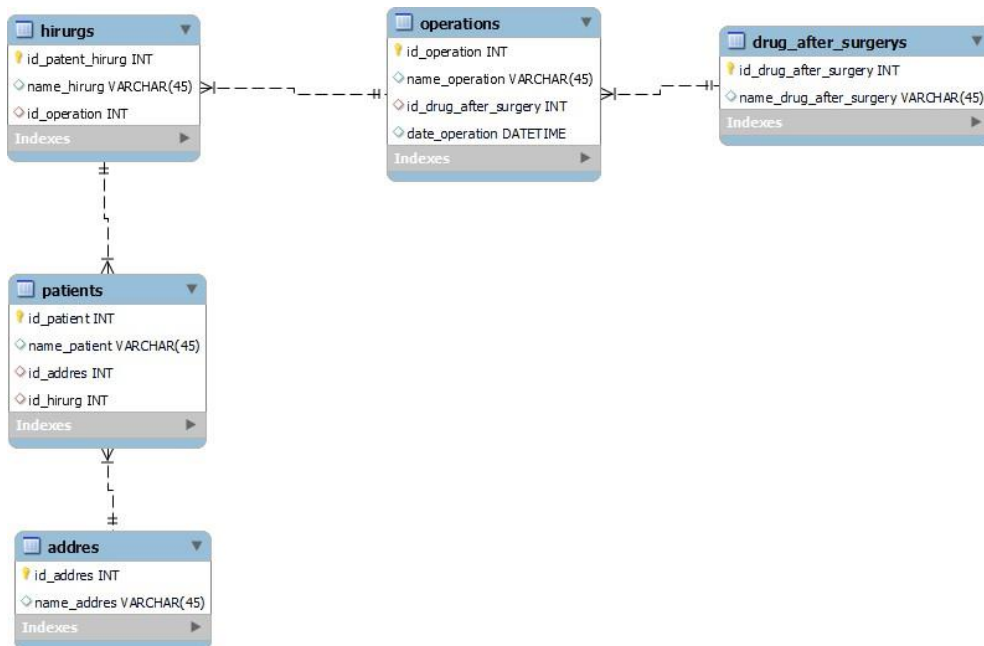 hirurgs
id_patent_hirurg INT
name_hirurg VARCHAR(45)
id_operation INT
Indexes
operations
id_operation INT
name_operation VARCHAR(45)
id_drug_after_surgery INT
date_operation DATETIME
Indexes
drug_after_surgerys
id_drug_after_surgery INT
name_drug_after_surgery VARCHAR(45)
Indexes
patients
id_patient INT
name_patient VARCHAR(45)
id_addres INT
id_hirurg INT
Indexes
addres
id_addres INT
name_addres VARCHAR(45)
Indexes